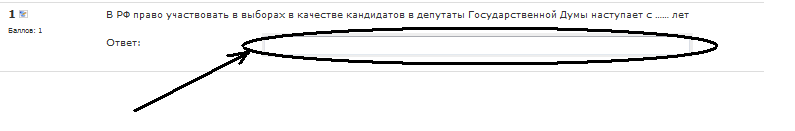 1 В РФ право участвовать в выборах в качестве кандидатов в депутаты Государственной Думы наступает с ...... лет
Баллов: 1
Ответ: